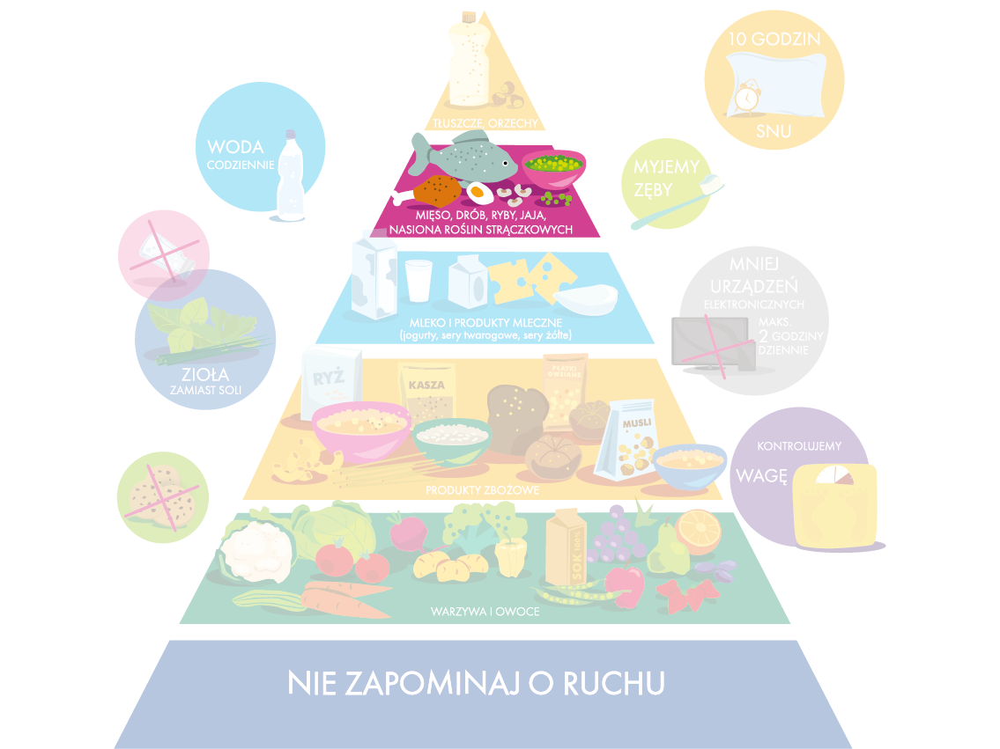 10 GODZIN
SNU
TŁUSZCZE, ORZECHY
WODA
CODZIENNIE
MYJEMY
ZĘBY
MIĘSO, DRÓB, RYBY, JAJA,
NASIONA ROŚLIN STRĄCZKOWYCH
MNIEJ
URZĄDZEŃ
ELEKTRONICZNYCH
MAKS.
2 GODZINY
DZIENNIE
MLEKO I PRODUKTY MLECZNE
(jogurty, sery twarogowe, sery żółte)
ZIOŁA
ZAMIAST SOLI
RYŻ
KASZA
PŁATKI
OWSIANE
MUSLI
PRODUKTY ZBOŻOWE
KONTROLUJEMY
WAGĘ
SOK 100%
WARZYWA I OWOCE
NIE ZAPOMINAJ O RUCHU